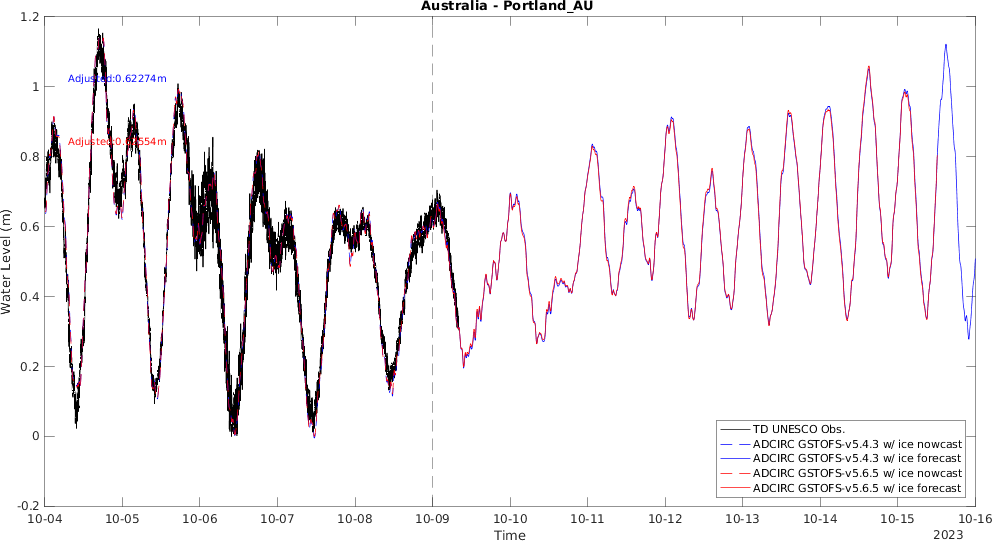 Australia - Portland_AU
1.2
1
0.8
0.6
0.4
0.2
0
-0.2
Water Level (m)
Adjusted:0.62274m
TD UNESCO Obs.
ADCIRC GSTOFS-v5.4.3 w/ ice nowcast
ADCIRC GSTOFS-v5.4.3 w/ ice forecast
ADCIRC GSTOFS-v5.6.5 w/ ice nowcast
ADCIRC GSTOFS-v5.6.5 w/ ice forecast
10-04 10-05 10-06 10-07 10-08 10-09 10-10 10-11 10-12 10-13 10-14 10-15 10-16
Time
2023